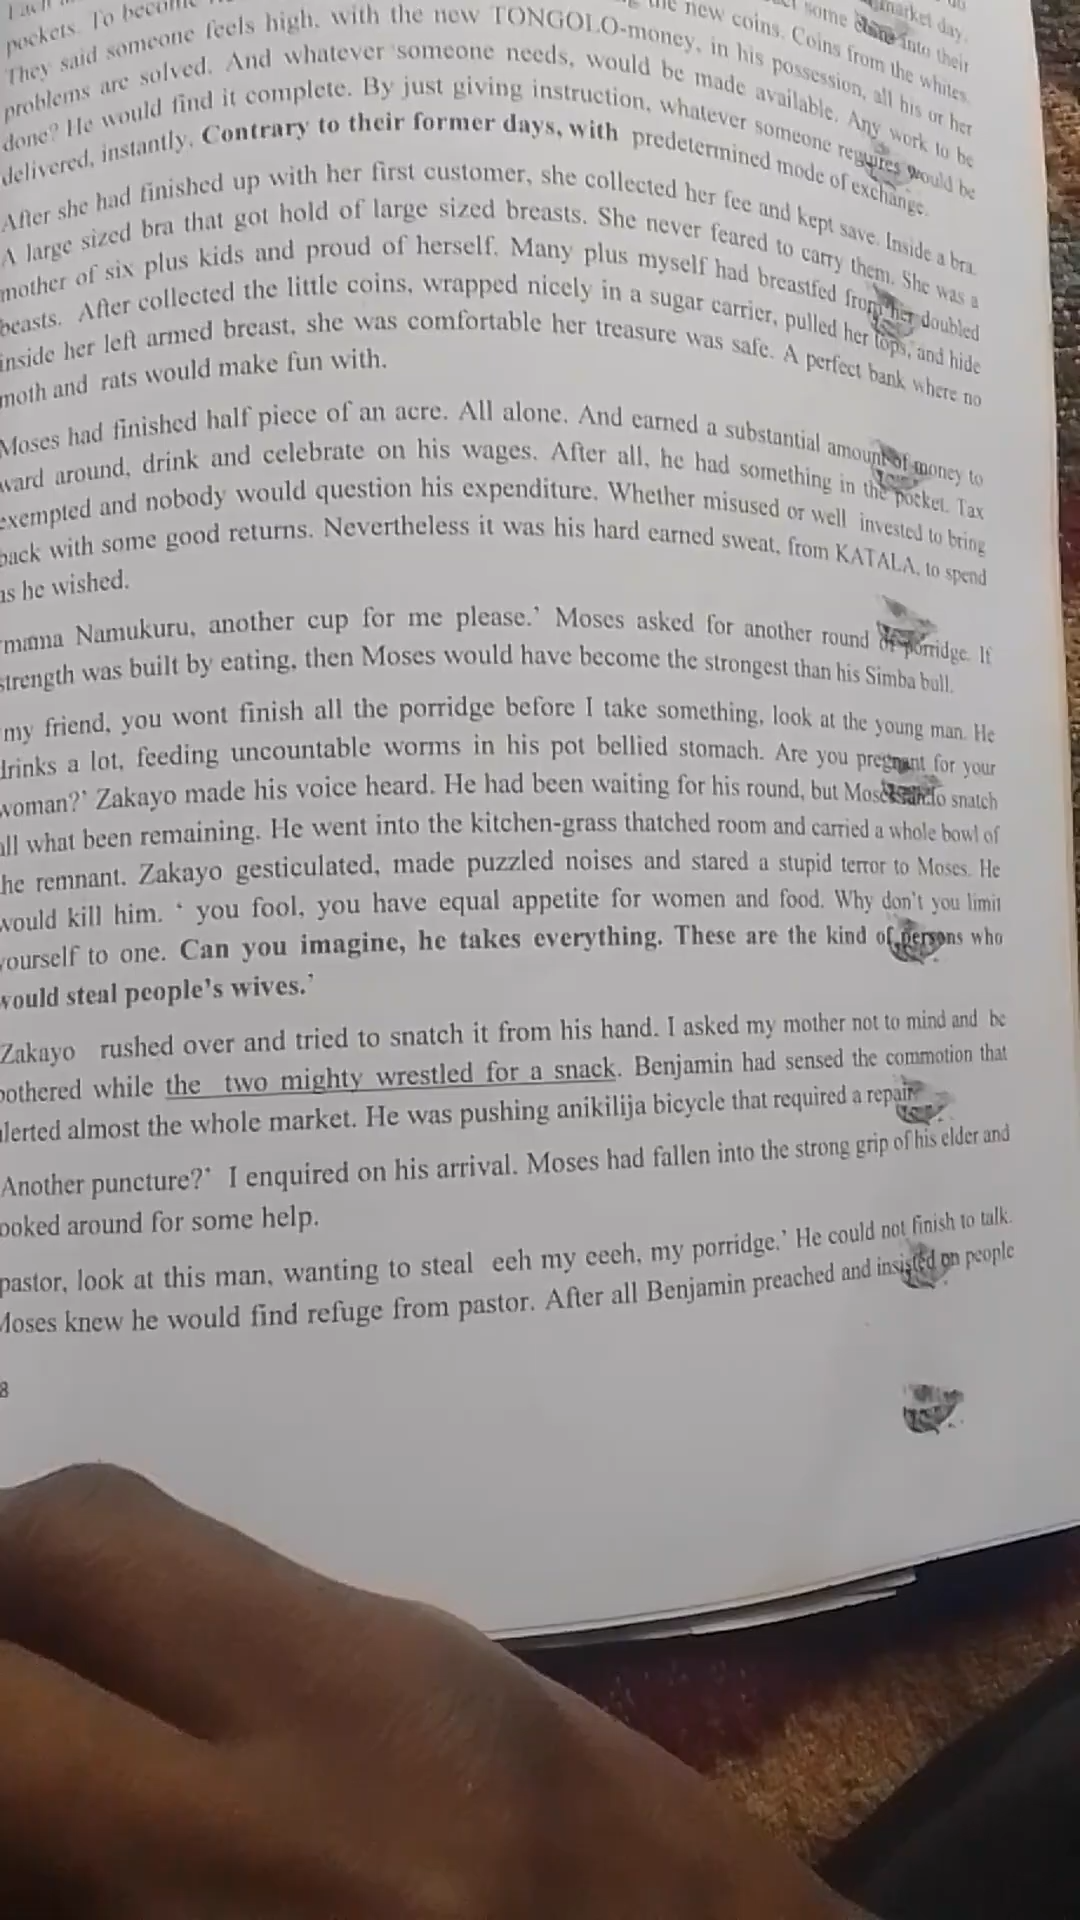 pockets. To become
the new coins. Coins from the whites.
They said someone feels high, with the new TONGOLO-money, in his possession, all his or her
problems are solved. And whatever someone needs, would be made available. Any work to be
done? He would find it complete. By just giving instruction, whatever someone requires would be
delivered, instantly. Contrary to their former days, with predetermined mode of exchange.
After she had finished up with her first customer, she collected her fee and kept save. Inside a bra.
A large sized bra that got hold of large sized breasts. She never feared to carry them. She was a
mother of six plus kids and proud of herself. Many plus myself had breastfed from her doubled
beasts. After collected the little coins, wrapped nicely in a sugar carrier, pulled her tops, and hide
inside her left armed breast, she was comfortable her treasure was safe. A perfect bank where no
moth and rats would make fun with.
Moses had finished half piece of an acre. All alone. And earned a substantial amount of money to
ward around, drink and celebrate on his wages. After all, he had something in the pocket. Tax
exempted and nobody would question his expenditure. Whether misused or well invested to bring
back with some good returns. Nevertheless it was his hard earned sweat, from KATALA, to spend
as he wished.
mama Namukuru, another cup for me please.’ Moses asked for another round of porridge. If
strength was built by eating, then Moses would have become the strongest than his Simba bull.
my friend, you wont finish all the porridge before I take something, look at the young man. He
drinks a lot, feeding uncountable worms in his pot bellied stomach. Are you pregnant for your
woman?’ Zakayo made his voice heard. He had been waiting for his round, but Moses to snatch
all what been remaining. He went into the kitchen-grass thatched room and carried a whole bowl of
he remnant. Zakayo gesticulated, made puzzled noises and stared a stupid terror to Moses. He
would kill him. ‘ you fool, you have equal appetite for women and food. Why don’t you limit
yourself to one. Can you imagine, he takes everything. These are the kind of persons who
would steal people’s wives.’
Zakayo rushed over and tried to snatch it from his hand. I asked my mother not to mind and be
bothered while the two mighty wrestled for a snack. Benjamin had sensed the commotion that
alerted almost the whole market. He was pushing anikilija bicycle that required a repair
Another puncture?’ I enquired on his arrival. Moses had fallen into the strong grip of his elder and
ooked around for some help.
pastor, look at this man, wanting to steal eeh my eeeh, my porridge.’ He could not finish to talk.
Moses knew he would find refuge from pastor. After all Benjamin preached and insisted on people
8